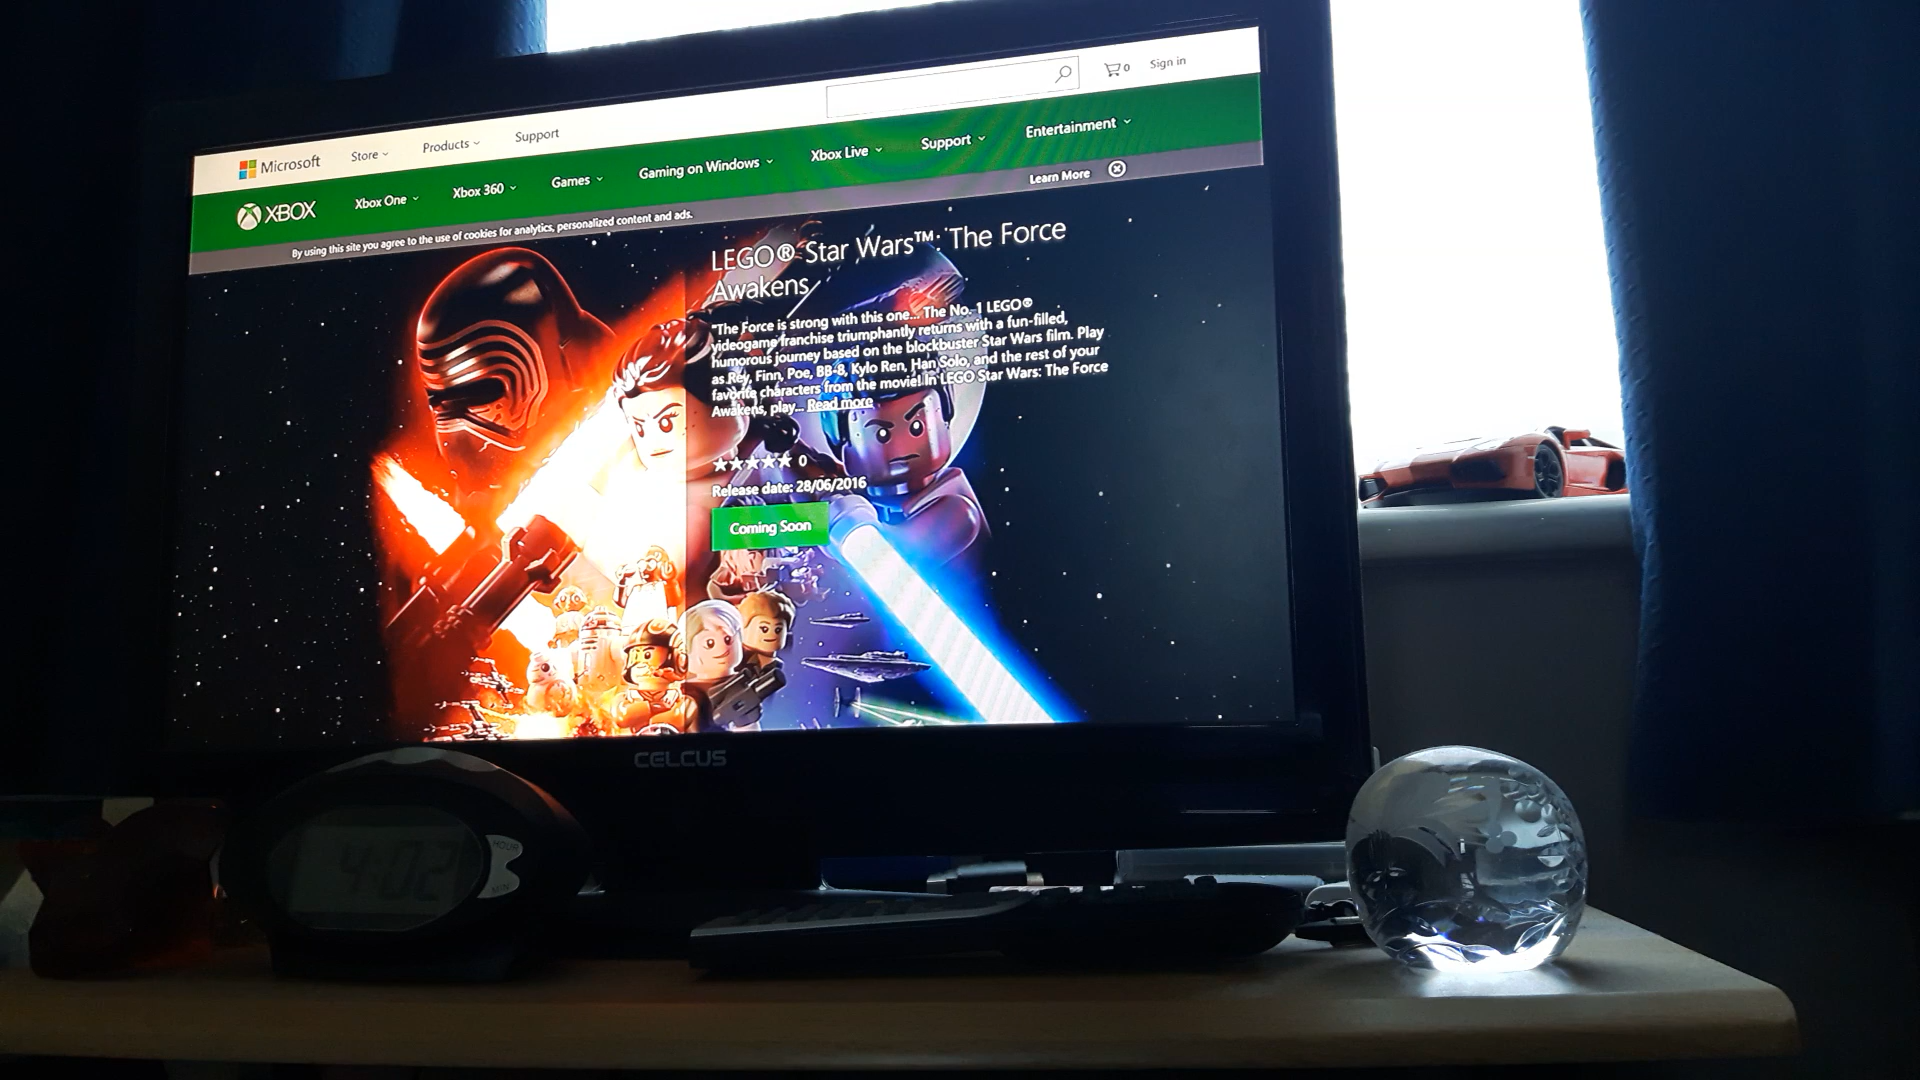 Microsoft Store Products Support 0 Sign in
XBOX Xbox One Xbox 360 Games Gaming on Windows Xbox Live Support Entertainment
By using this site you agree to the use of cookies for analytics, personalized content and ads. Learn More
LEGO® Star Wars™: The Force
Awakens
"The Force is strong with this one... The No. 1 LEGO®
videogame franchise triumphantly returns with a fun-filled,
humorous journey based on the blockbuster Star Wars film. Play
as Rey, Finn, Poe, BB-8, Kylo Ren, Han Solo, and the rest of your
favorite characters from the movie! In LEGO Star Wars: The Force
Awakens, play... Read more
0
Release date: 28/06/2016
Coming Soon
CELCUS
4:02
HOUR
MIN